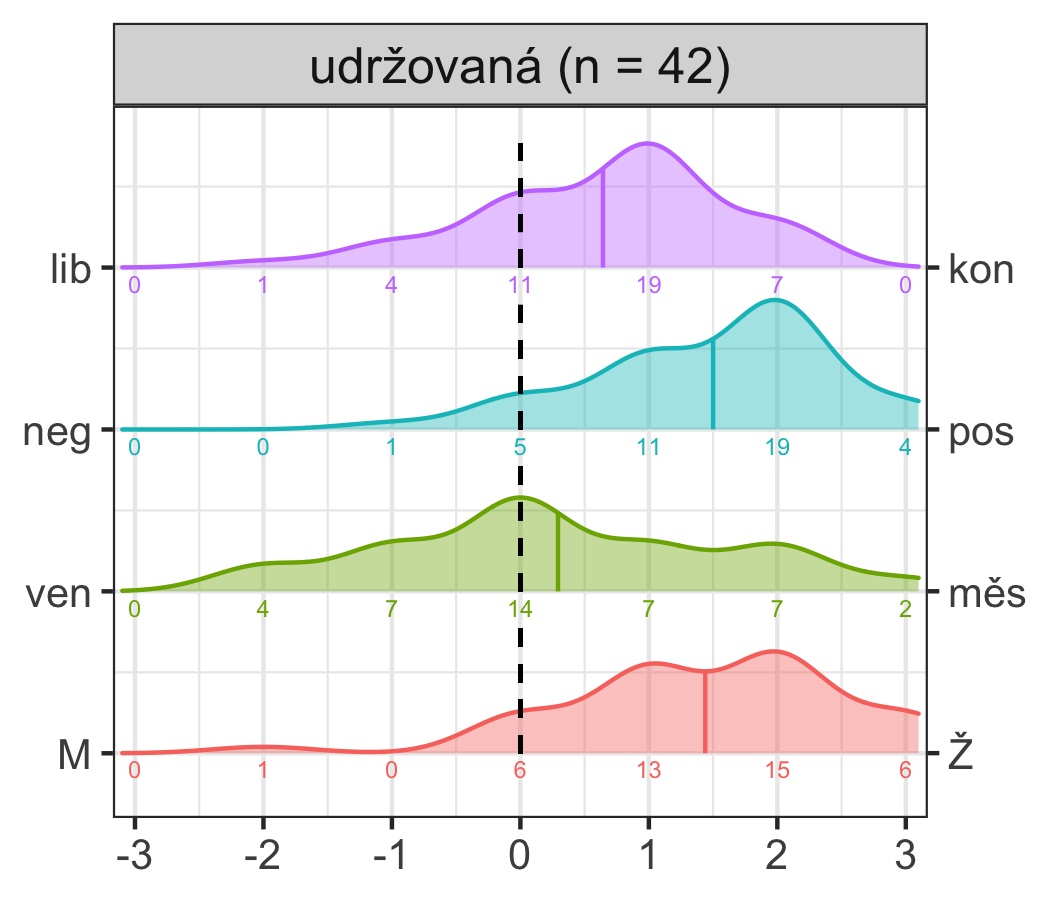 udržovaná (n = 42)
lib kon
0 1 4 11 19 7 0
neg pos
0 0 1 5 11 19 4
ven měs
0 4 7 14 7 7 2
M Ž
0 1 0 6 13 15 6
-3 -2 -1 0 1 2 3